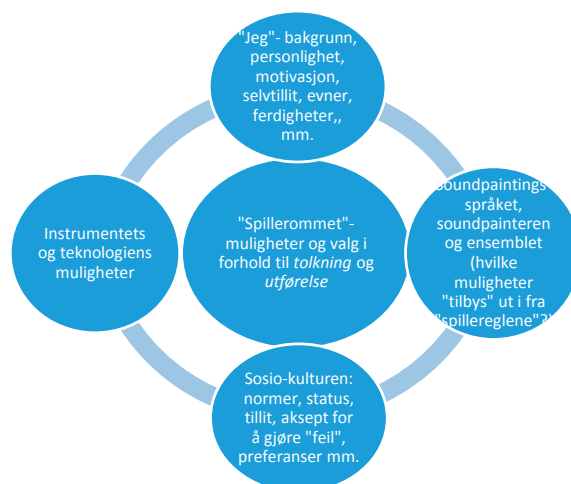 "Jeg"- bakgrunn,
personlighet,
motivasjon,
selvtillit, evner,
ferdigheter,,
mm.
Instrumentets
og teknologiens
muligheter
"Spillerommet"-
muligheter og valg i
forhold til tolkning og
utførelse
Soundpaintings
språket,
soundpainteren
og ensemblet
(hvilke
muligheter
"tilbys" ut i fra
"spillereglene"?)
Sosio-kulturen:
normer, status,
tillit, aksept for
å gjøre "feil",
preferanser mm.